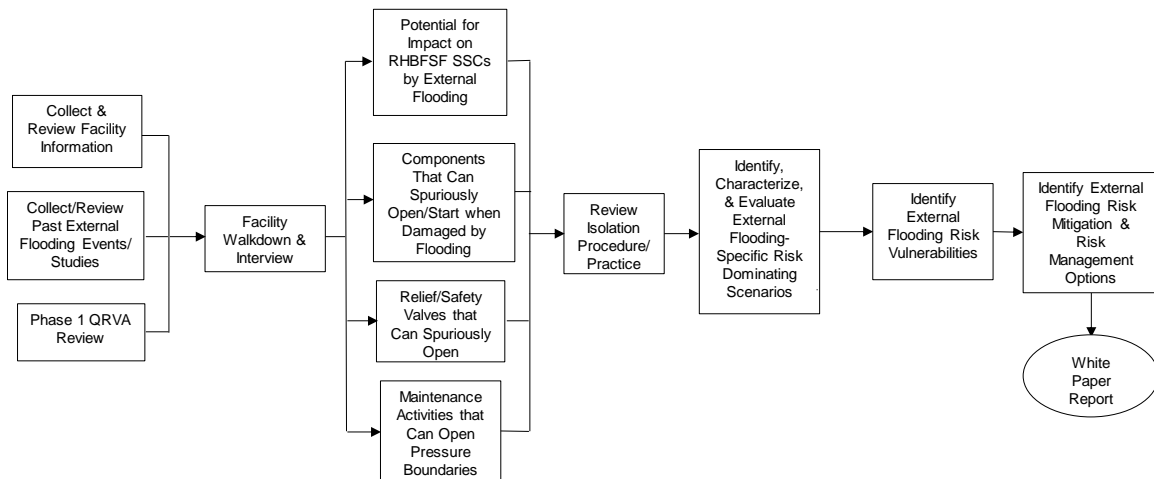 Collect &
Review Facility
Information
Collect/Review
Past External
Flooding Events/
Studies
Phase 1 QRVA
Review
Facility
Walkdown &
Interview
Potential for
Impact on
RHBFSF SSCs
by External
Flooding
Components
That Can
Spuriously
Open/Start when
Damaged by
Flooding
Relief/Safety
Valves that
Can Spuriously
Open
Maintenance
Activities that
Can Open
Pressure
Boundaries
Review
Isolation
Procedure/
Practice
Identify,
Characterize,
& Evaluate
External
Flooding-
Specific Risk
Dominating
Scenarios
Identify
External
Flooding Risk
Vulnerabilities
Identify External
Flooding Risk
Mitigation &
Risk
Management
Options
White
Paper
Report